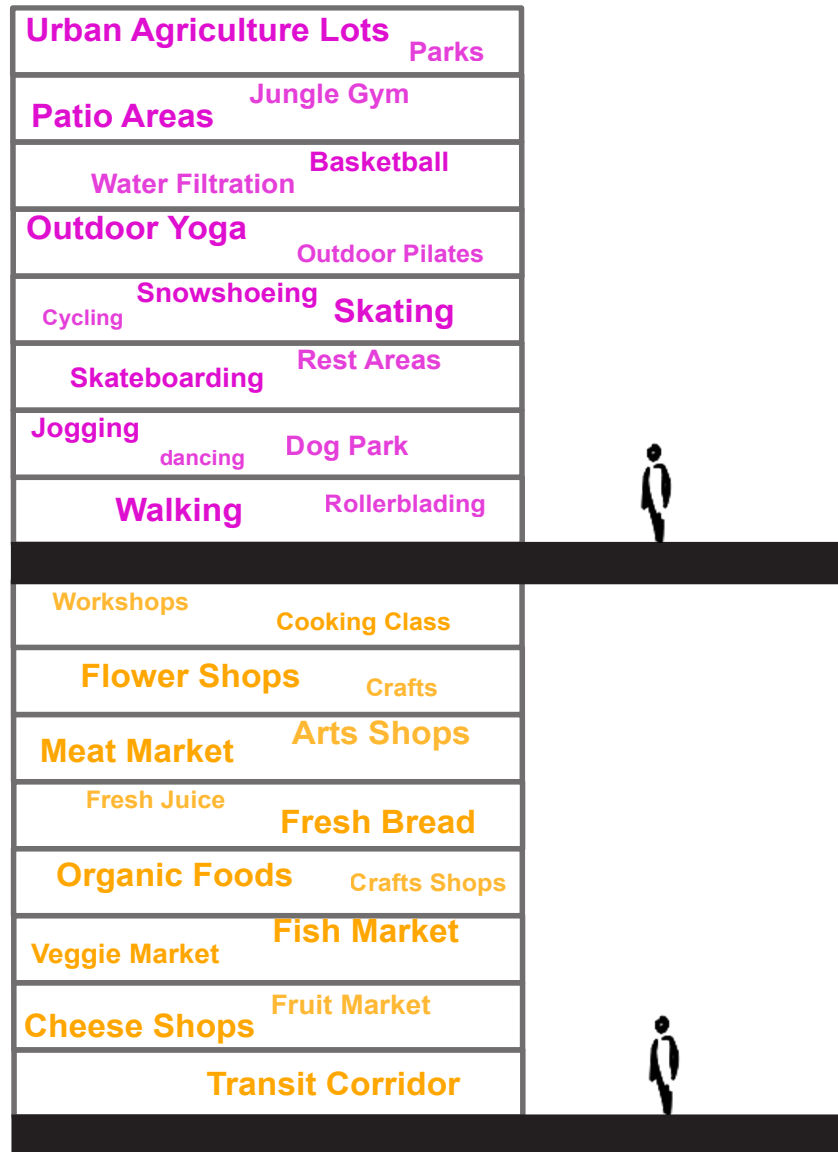 Urban Agriculture Lots
Parks
Jungle Gym
Patio Areas
Basketball
Water Filtration
Outdoor Yoga
Outdoor Pilates
Snowshoeing
Cycling
Skating
Rest Areas
Skateboarding
Jogging
dancing
Dog Park
Walking
Rollerblading
Workshops
Cooking Class
Flower Shops
Crafts
Arts Shops
Meat Market
Fresh Juice
Fresh Bread
Organic Foods
Crafts Shops
Fish Market
Veggie Market
Fruit Market
Cheese Shops
Transit Corridor